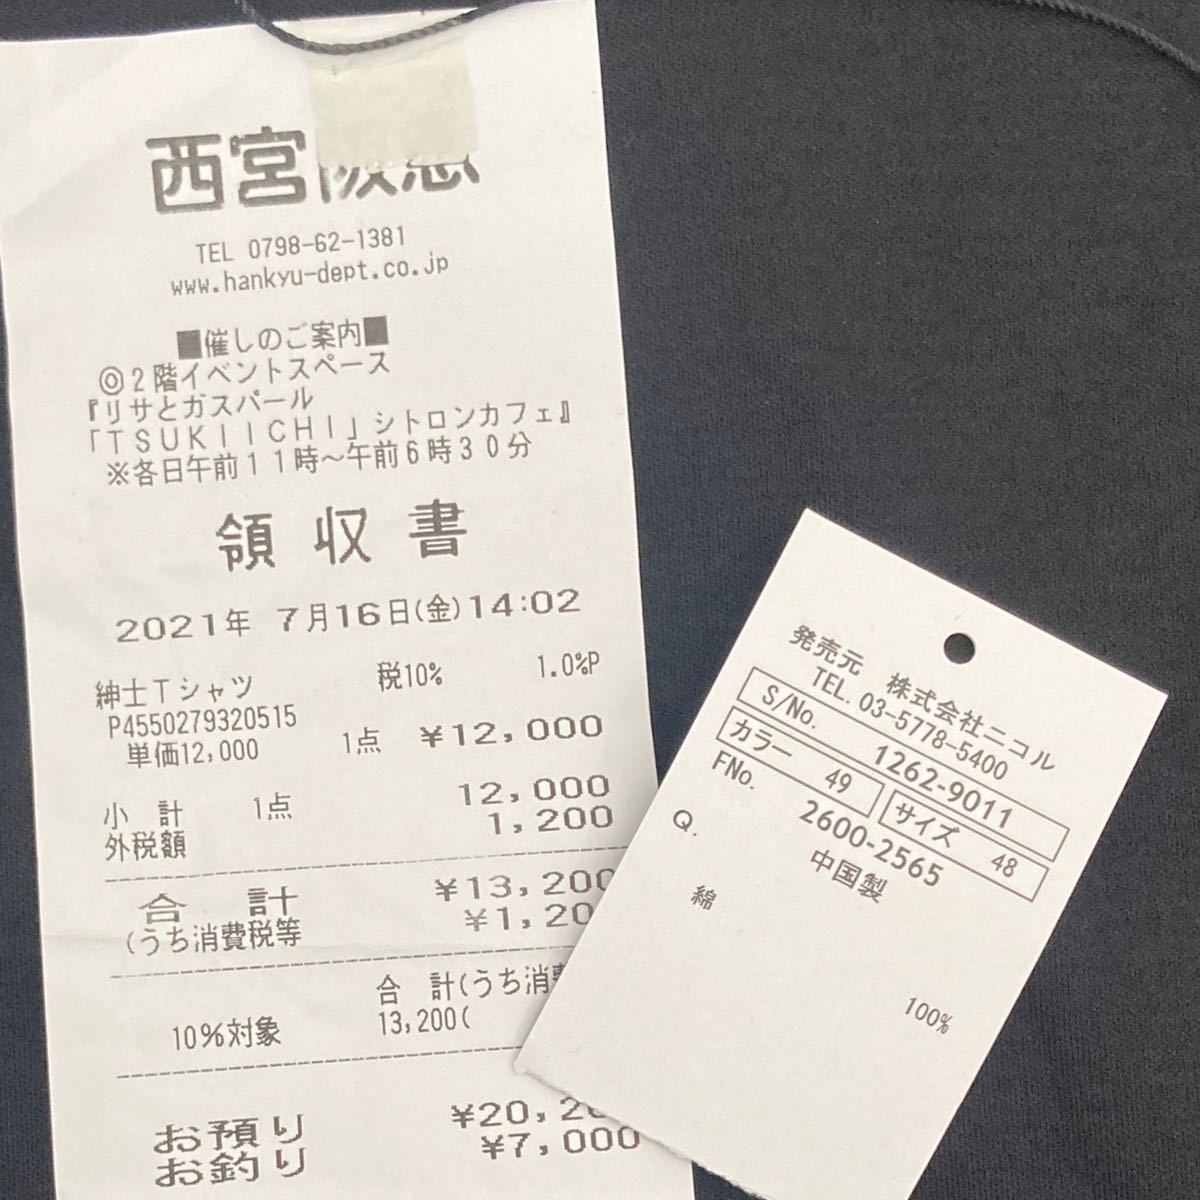 西宮阪急
TEL 0798-62-1381
www.hankyu-dept.co.jp
■催しのご案内■
◎2階イベントスペース
『リサとガスパール
「TSUKIICHI」シトロンカフェ』
※各日午前11時〜午前6時30分
領収書
2021年 7月16日(金)14:02
紳士Tシャツ 税10% 1.0%P
P4550279320515
単価12,000 1点 ¥12,000
小 計 1点 12,000
外税額 1,200
合 計 ¥13,200
(うち消費税等 ¥1,20
合 計(うち消費
10%対象 13,200(
お預り ¥20,20
お釣り ¥7,000
発売元 株式会社ニコル
TEL. 03-5778-5400
S/No. 1262-9011
カラー 49 サイズ 48
FNo. 2600-2565
Q. 中国製
綿 100%